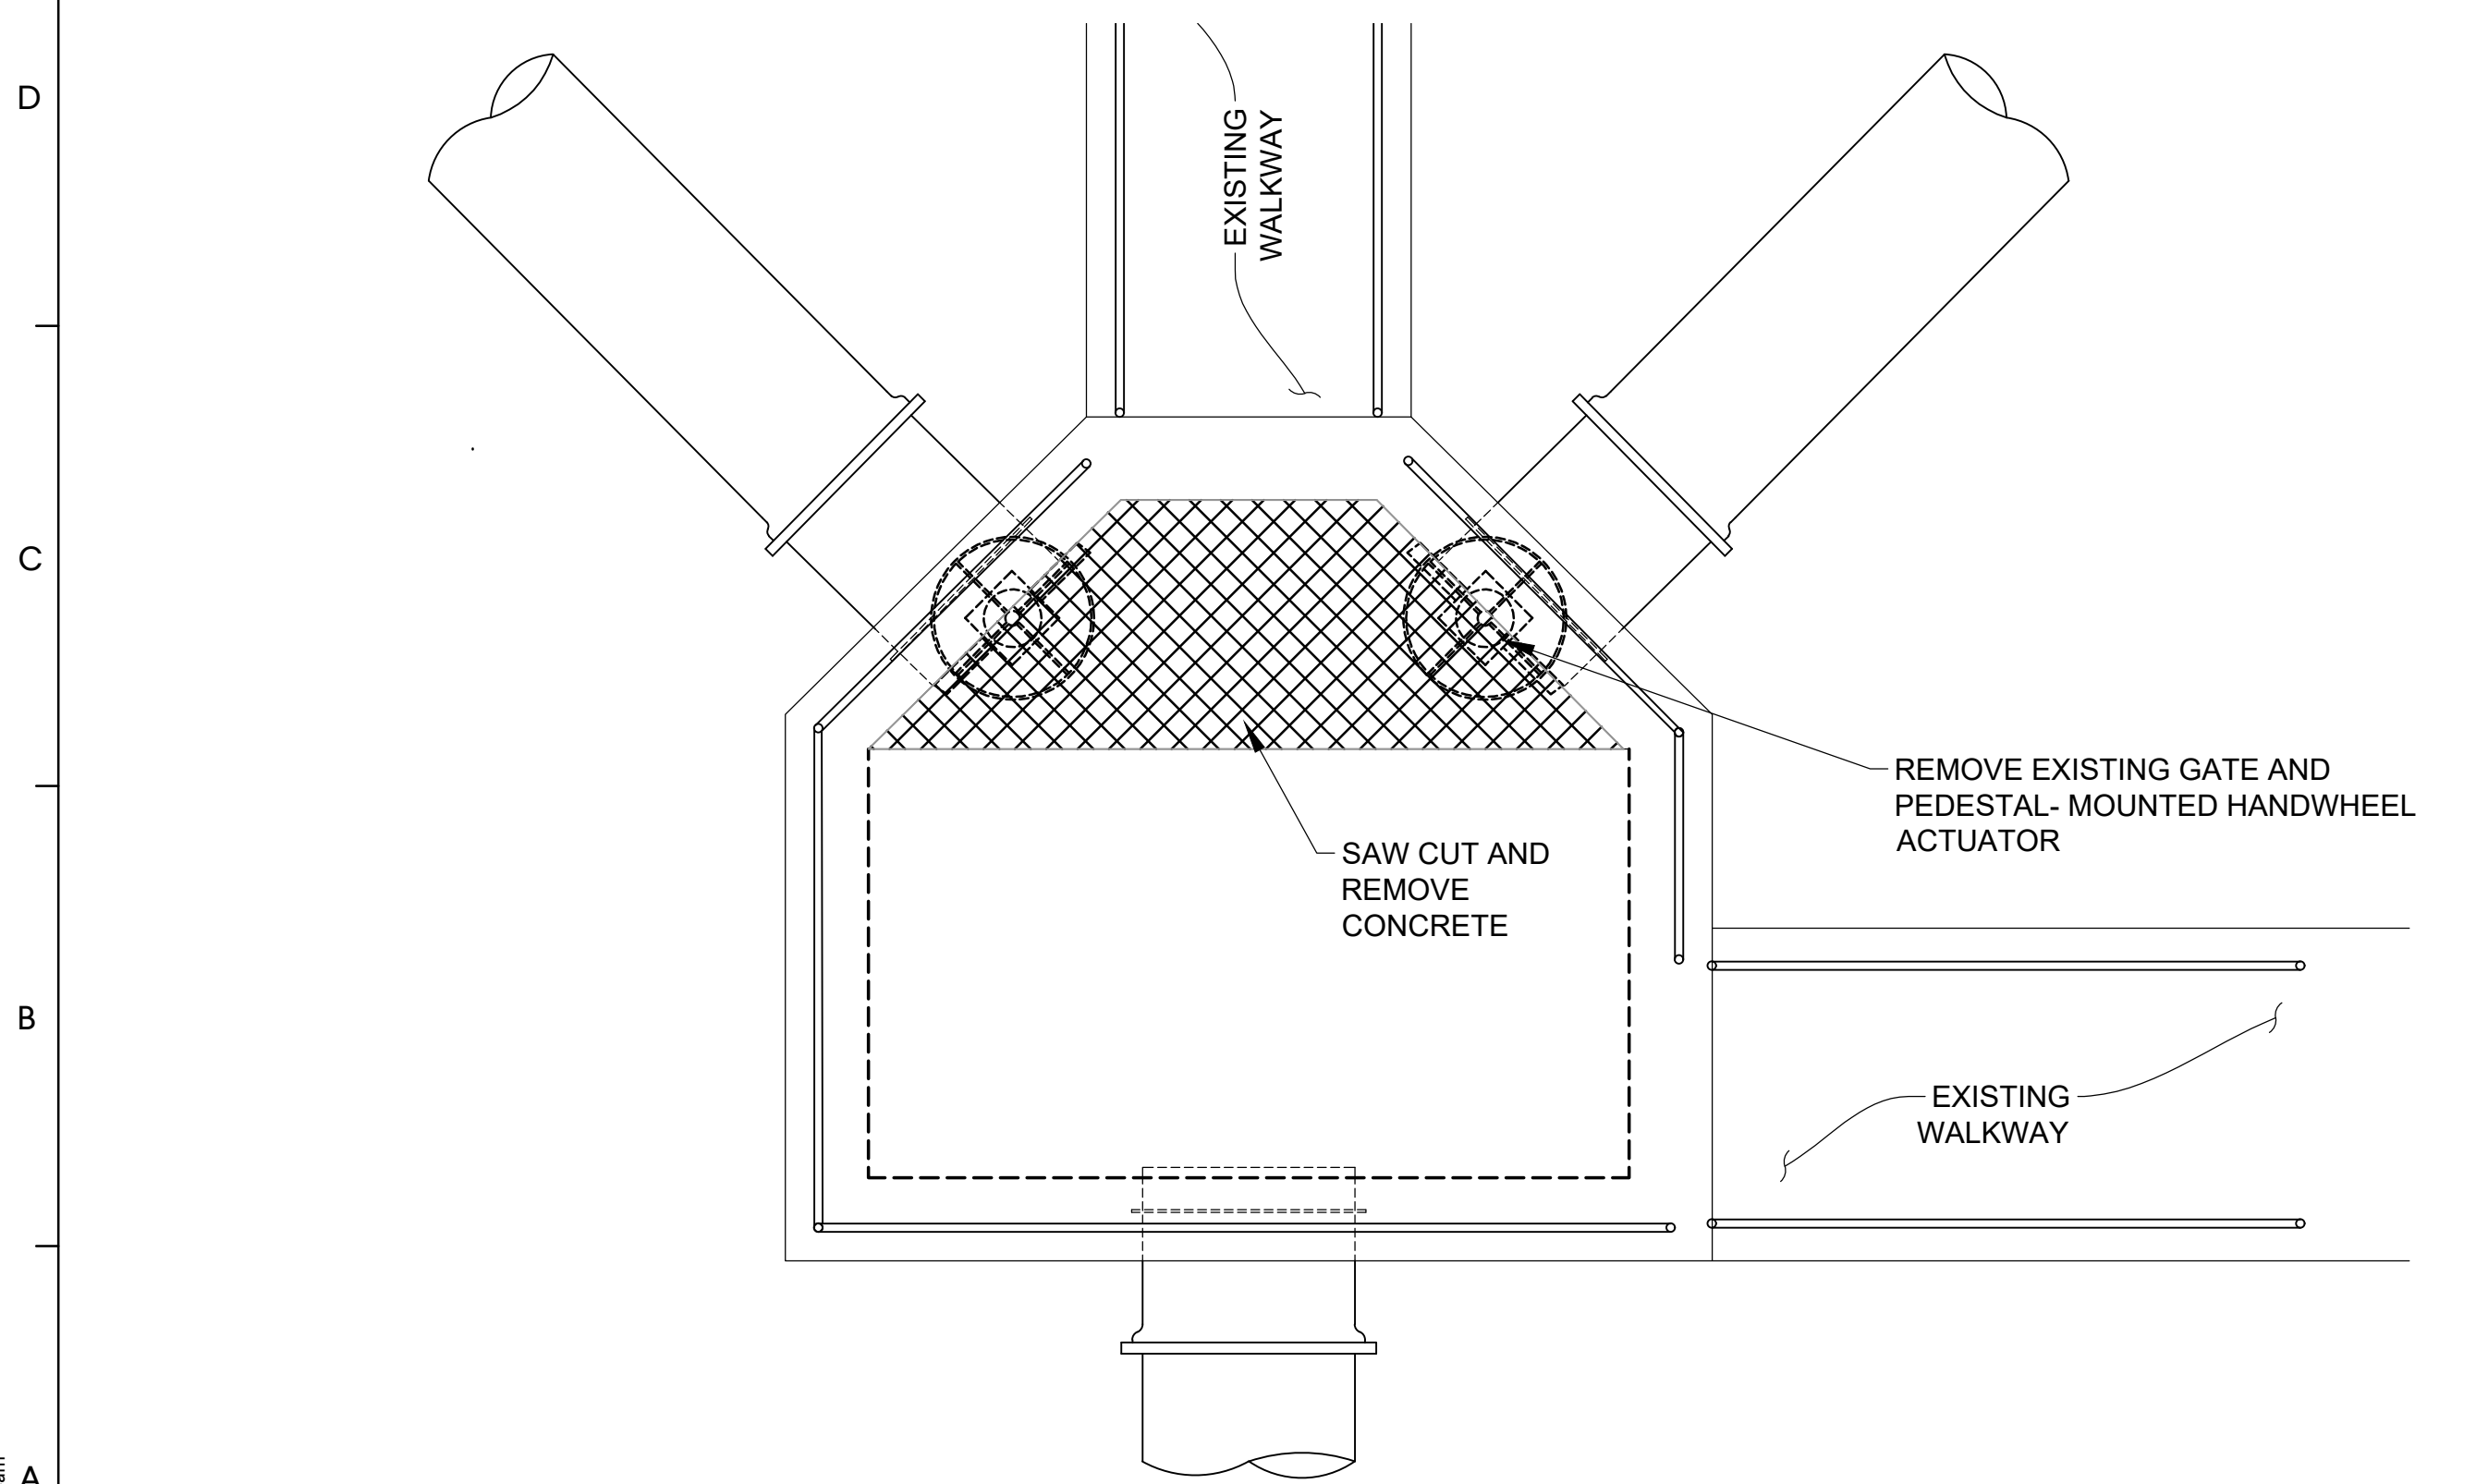 D
EXISTING
WALKWAY
C
REMOVE EXISTING GATE AND
PEDESTAL- MOUNTED HANDWHEEL
ACTUATOR
SAW CUT AND
REMOVE
CONCRETE
B
EXISTING
WALKWAY
A